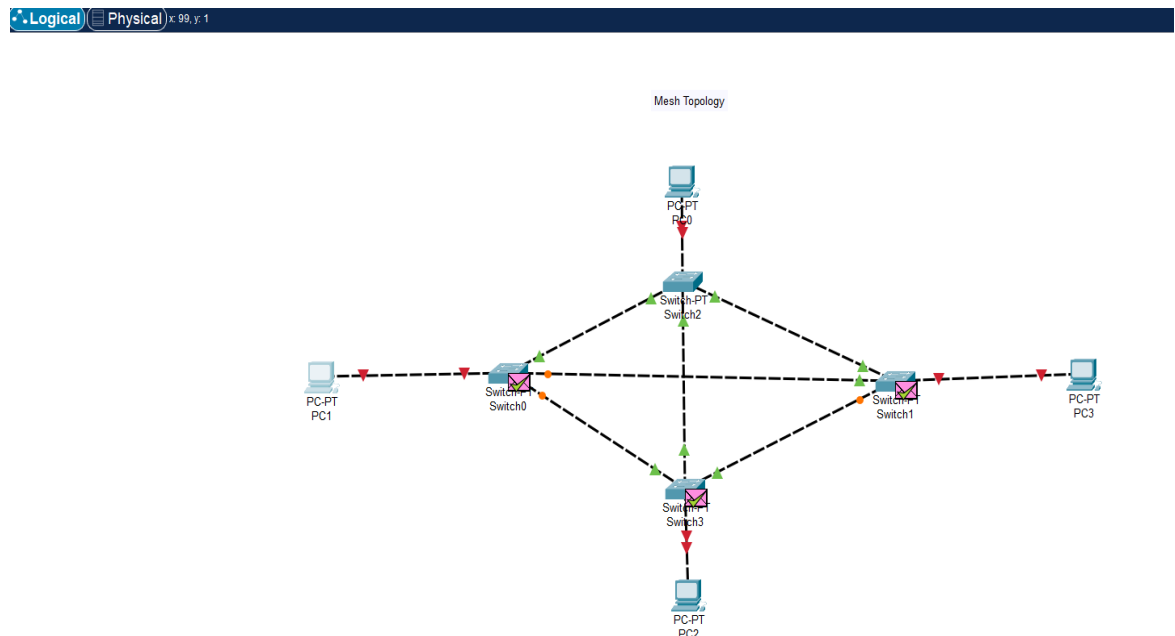 Logical Physical x: 99, y: 1
Mesh Topology
PC-PT
PC0
Switch-PT
Switch2
PC-PT
PC1
Switch-PT
Switch0
Switch-PT
Switch1
PC-PT
PC3
Switch-PT
Switch3
PC-PT
PC2